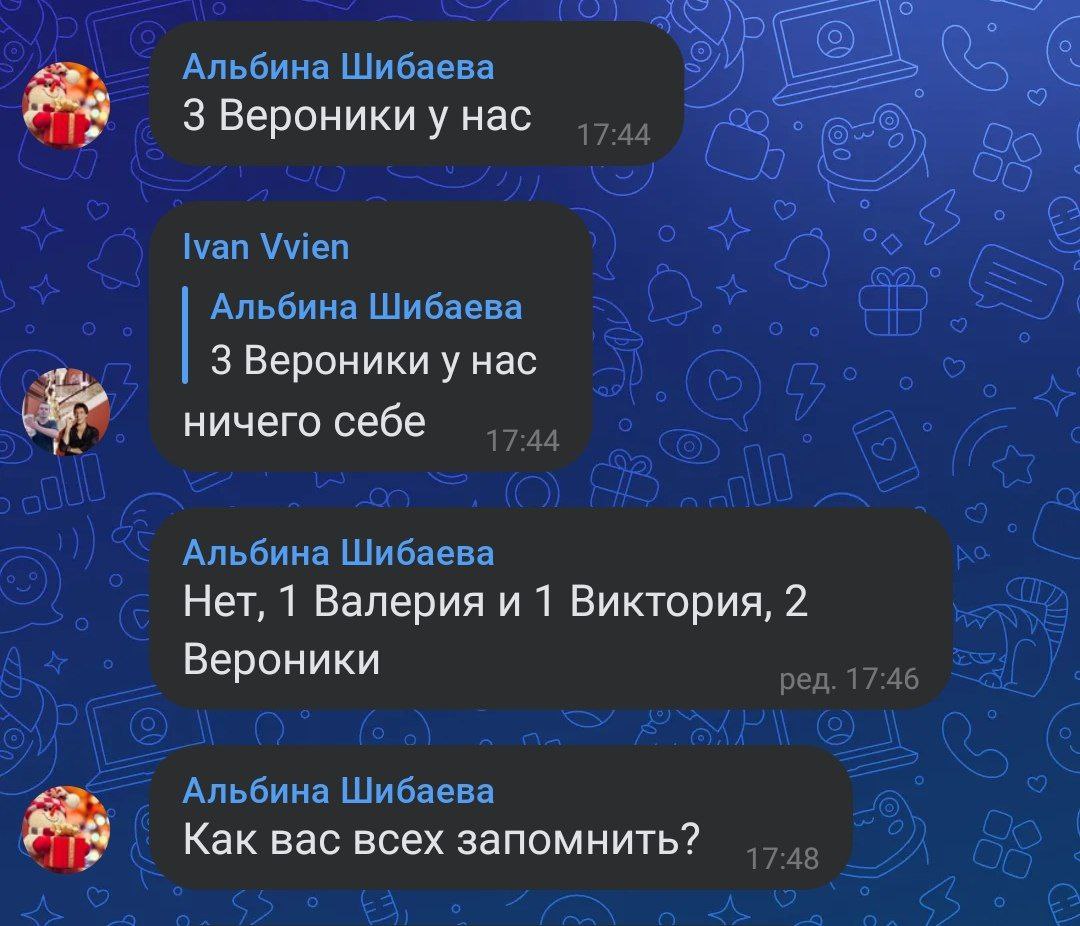 Альбина Шибаева
3 Вероники у нас
17:44
Ivan Vvien
Альбина Шибаева
3 Вероники у нас
ничего себе
17:44
Альбина Шибаева
Нет, 1 Валерия и 1 Виктория, 2
Вероники
ред. 17:46
Альбина Шибаева
Как вас всех запомнить?
17:48